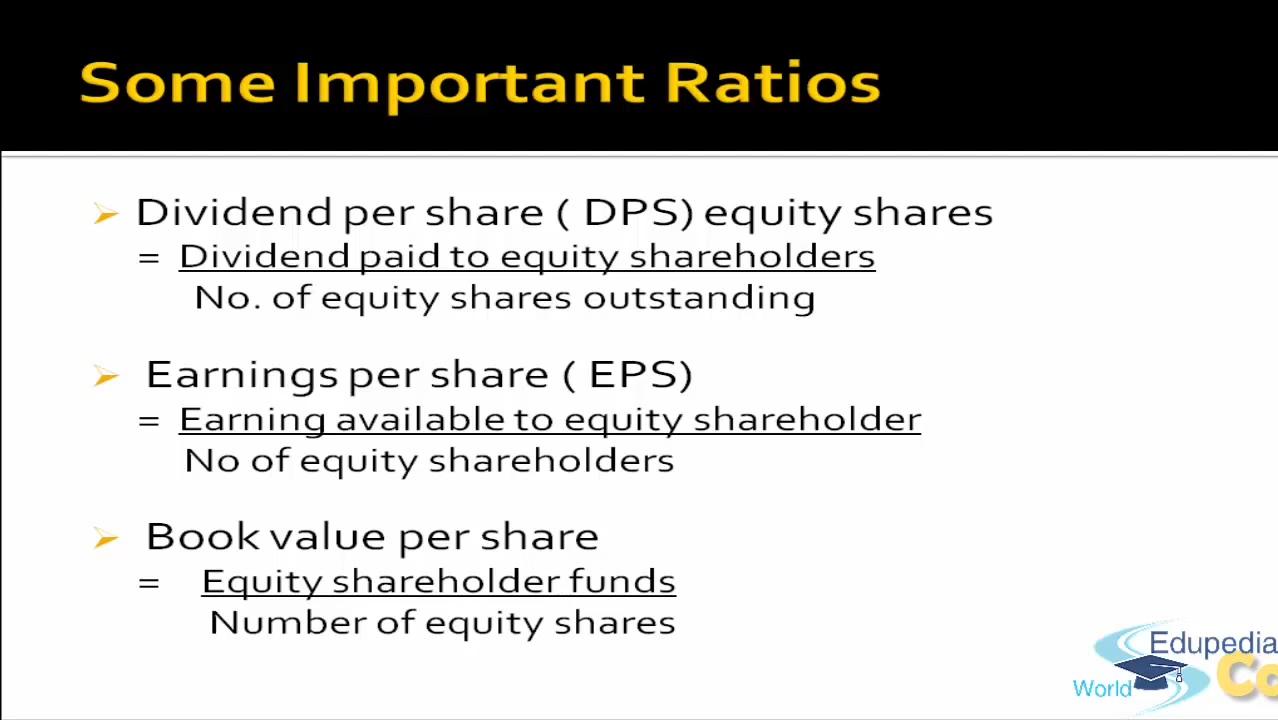 Some Important Ratios
Dividend per share ( DPS) equity shares
= Dividend paid to equity shareholders
No. of equity shares outstanding
Earnings per share ( EPS)
= Earning available to equity shareholder
No of equity shareholders
Book value per share
= Equity shareholder funds
Number of equity shares
Edupedia
World